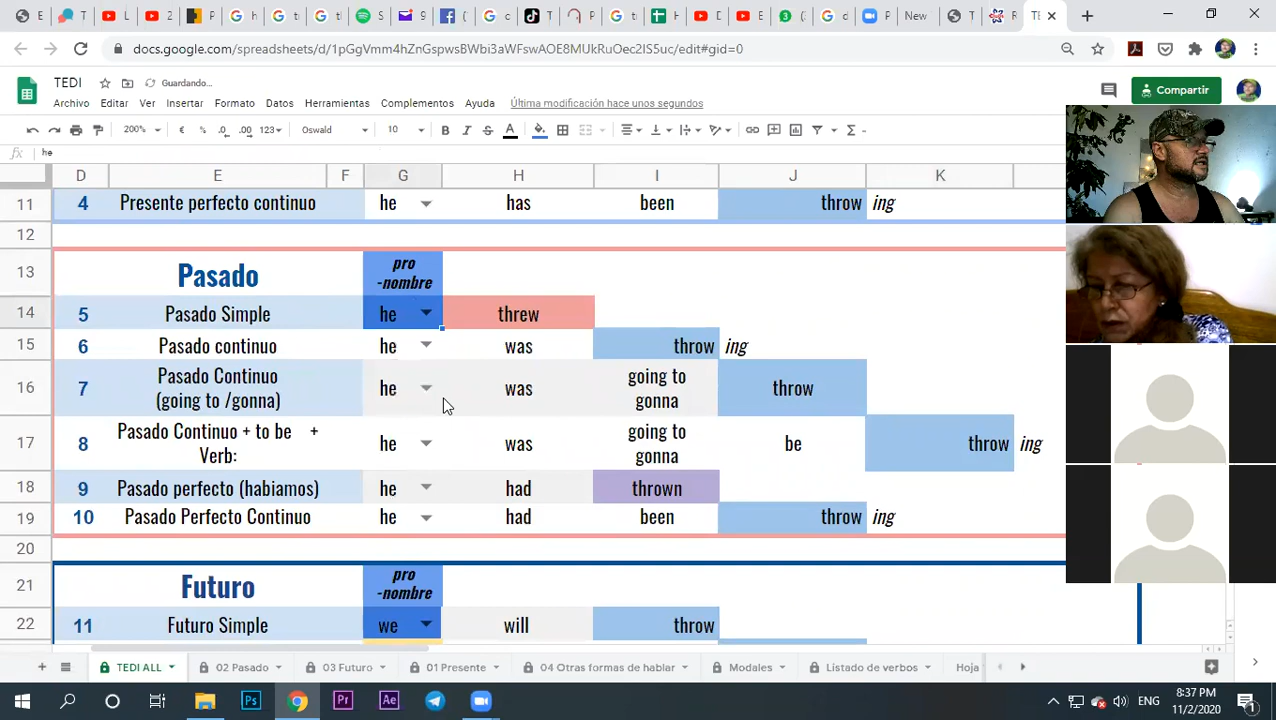 New
docs.google.com/spreadsheets/d/1pGgVmm4hZnGspwsBWbi3aWFswAOE8MUkRuOec2IS5uc/edit#gid=0
TEDI Guardando...
Archivo Editar Ver Insertar Formato Datos Herramientas Complementos Ayuda Última modificación hace unos segundos
Compartir
200% € % .0 .00 123 Oswald 10 B I S A
fx he
D E F G H I J K
11 4 Presente perfecto continuo he has been throw ing
12
13 Pasado pro
-nombre
14 5 Pasado Simple he threw
15 6 Pasado continuo he was throw ing
16 7 Pasado Continuo
(going to /gonna) he was going to
gonna throw
17 8 Pasado Continuo + to be +
Verb: he was going to
gonna be throw ing
18 9 Pasado perfecto (habiamos) he had thrown
19 10 Pasado Perfecto Continuo he had been throw ing
20
21 Futuro pro
-nombre
22 11 Futuro Simple we will throw
TEDI ALL 02 Pasado 03 Futuro 01 Presente 04 Otras formas de hablar Modales Listado de verbos Hoja
Ps Pr Ae ENG 8:37 PM
11/2/2020 1